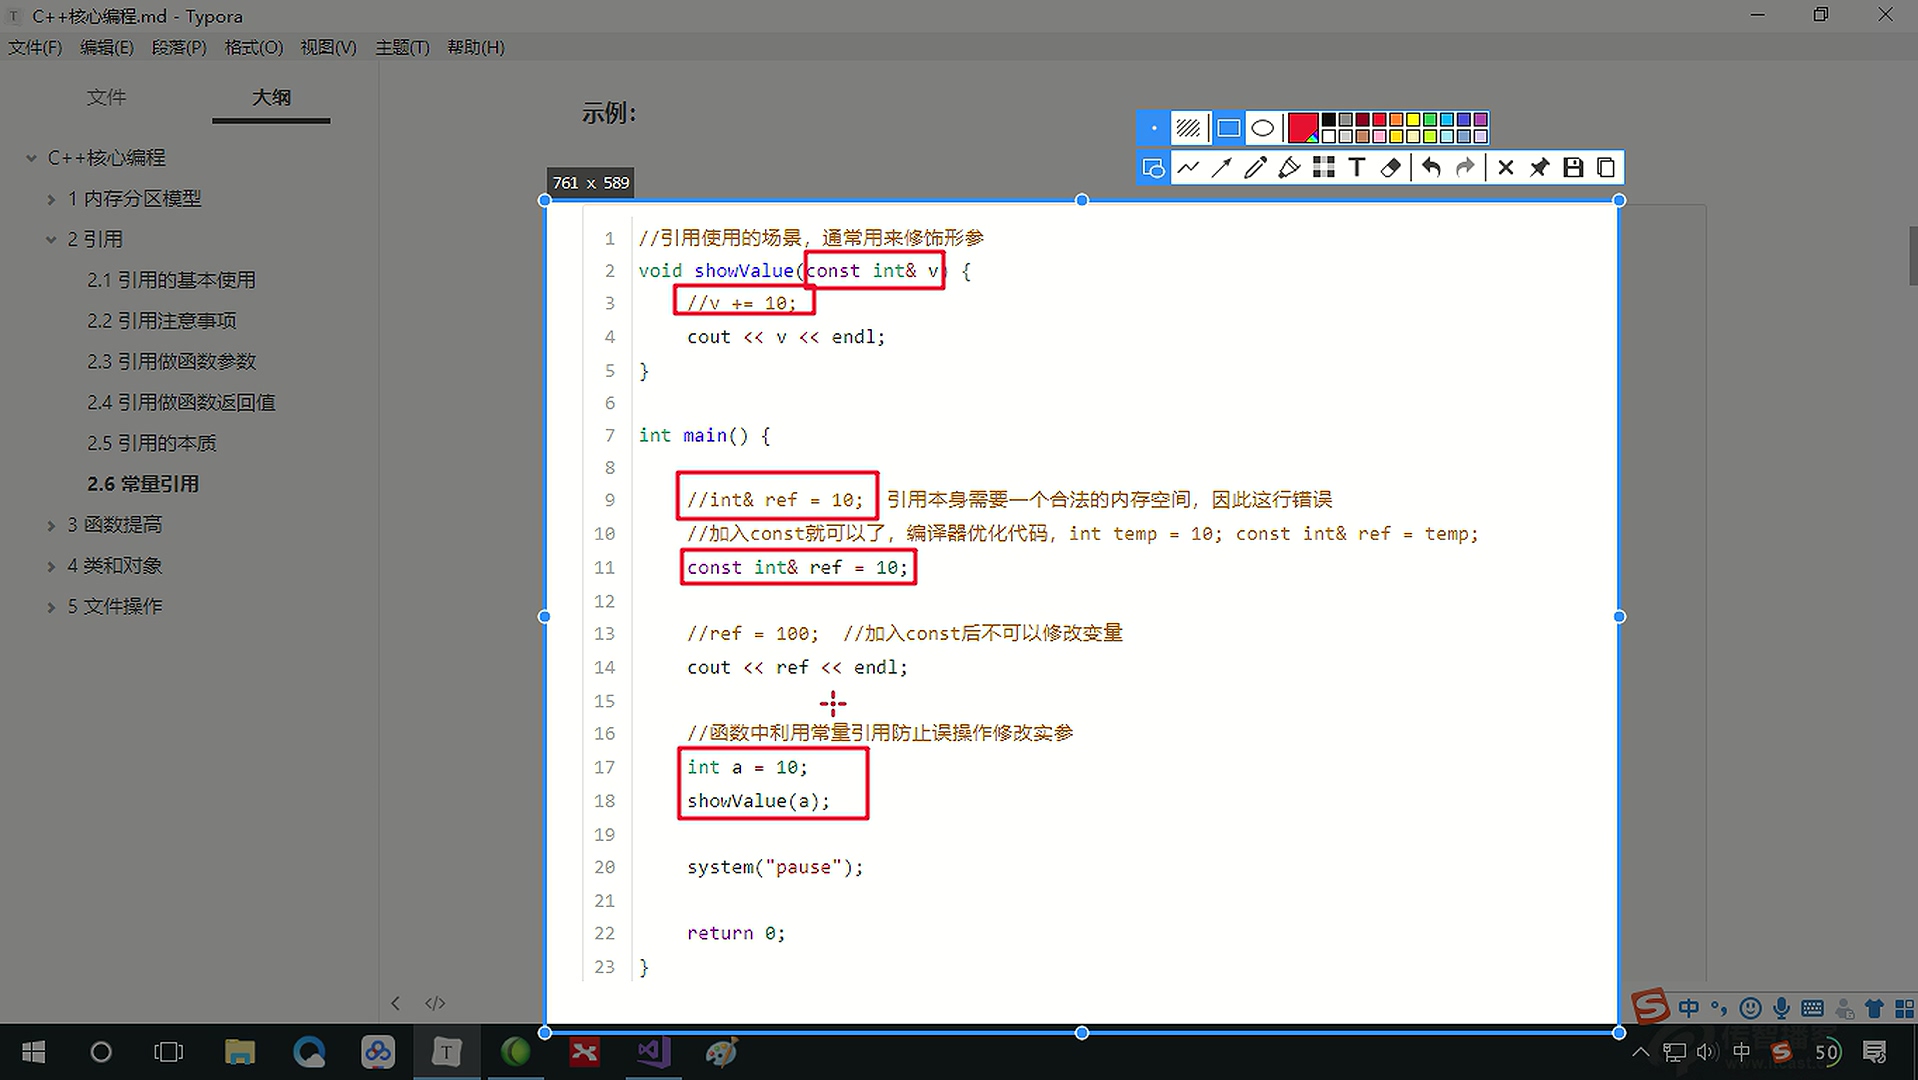 C++核心编程.md - Typora
文件(F) 编辑(E) 段落(P) 格式(O) 视图(V) 主题(T) 帮助(H)
文件 大纲
C++核心编程
1 内存分区模型
2 引用
2.1 引用的基本使用
2.2 引用注意事项
2.3 引用做函数参数
2.4 引用做函数返回值
2.5 引用的本质
2.6 常量引用
3 函数提高
4 类和对象
5 文件操作
示例：
761 x 589
1 //引用使用的场景，通常用来修饰形参
2 void showValue(const int& v) {
3 //v += 10;
4 cout << v << endl;
5 }
6
7 int main() {
8
9 //int& ref = 10; 引用本身需要一个合法的内存空间，因此这行错误
10 //加入const就可以了，编译器优化代码，int temp = 10; const int& ref = temp;
11 const int& ref = 10;
12
13 //ref = 100; //加入const后不可以修改变量
14 cout << ref << endl;
15
16 //函数中利用常量引用防止误操作修改实参
17 int a = 10;
18 showValue(a);
19
20 system("pause");
21
22 return 0;
23 }
中
中 50